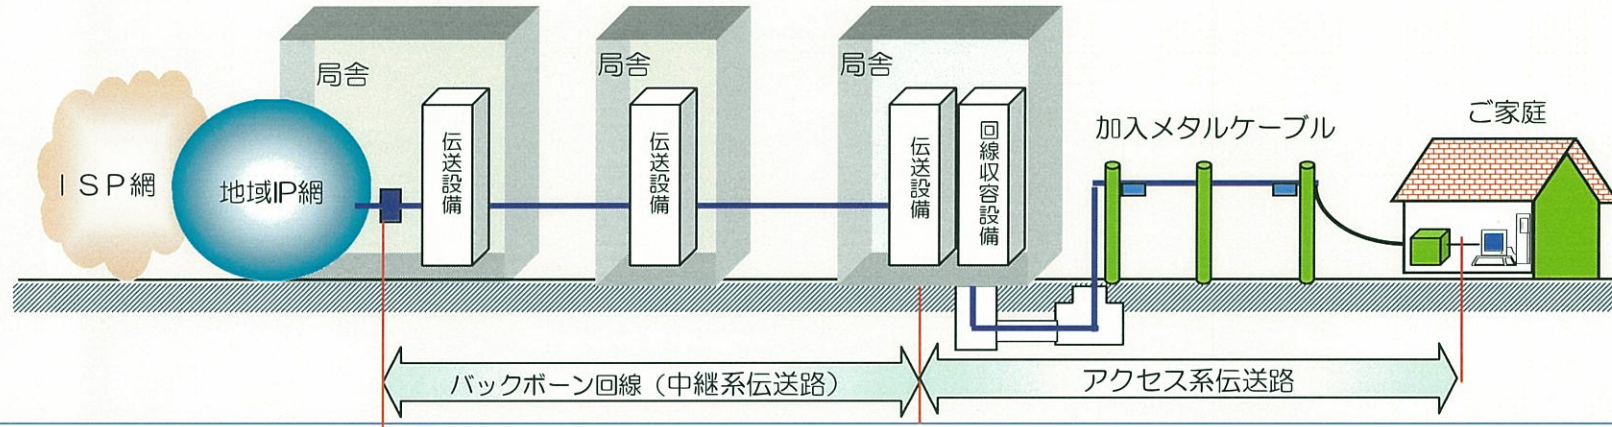 局舎
局舎
局舎
ISP網
地域IP網
伝送設備
伝送設備
伝送設備
回線収容設備
加入メタルケーブル
ご家庭
バックボーン回線（中継系伝送路）
アクセス系伝送路